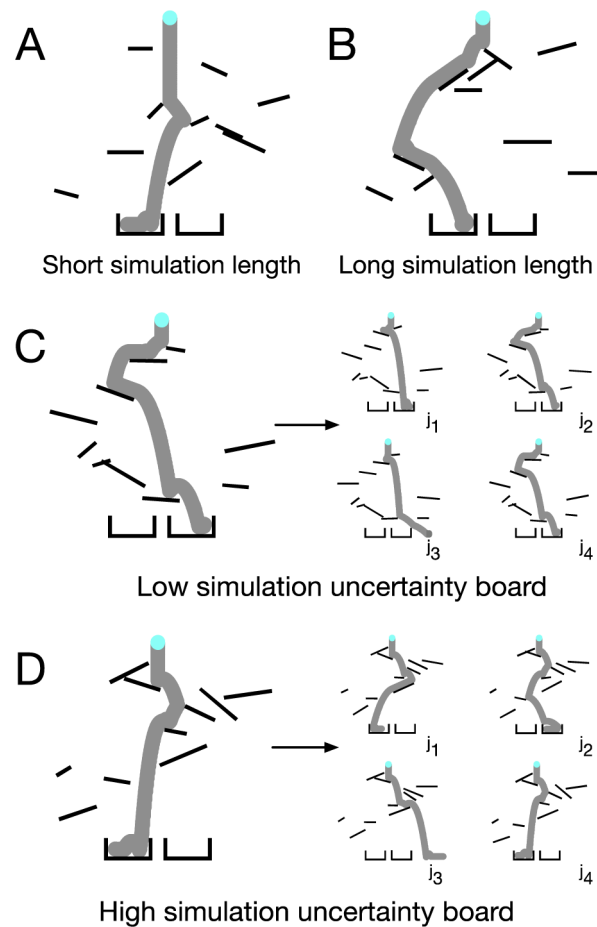 A
B
Short simulation length
Long simulation length
C
j1
j2
j3
j4
Low simulation uncertainty board
D
j1
j2
j3
j4
High simulation uncertainty board